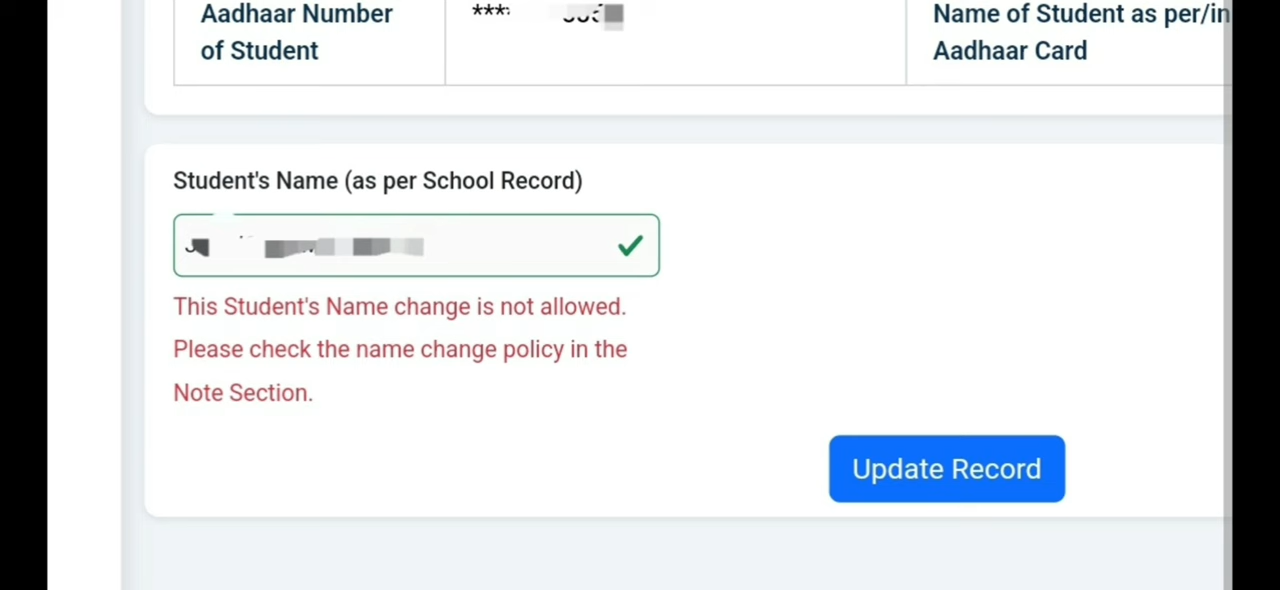 Aadhaar Number
of Student
Name of Student as per/in
Aadhaar Card
Student's Name (as per School Record)
This Student's Name change is not allowed.
Please check the name change policy in the
Note Section.
Update Record